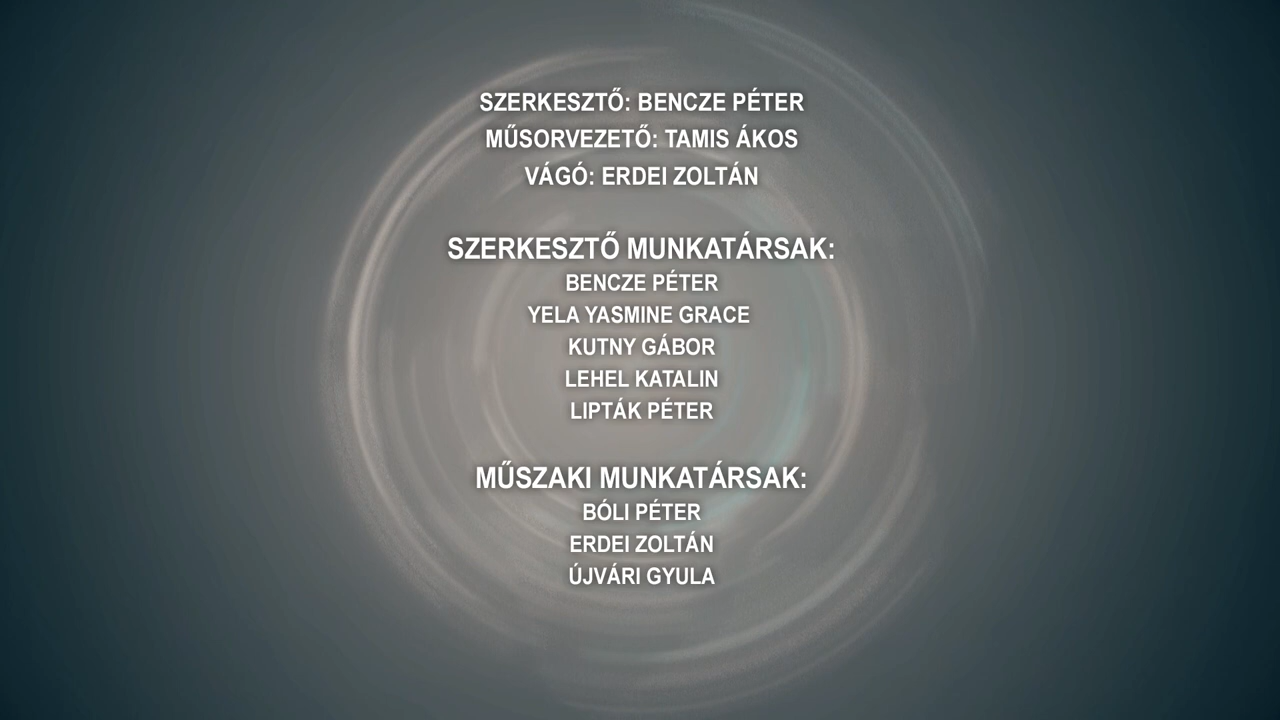 SZERKESZTŐ: BENCZE PÉTER
MŰSORVEZETŐ: TAMIS ÁKOS
VÁGÓ: ERDEI ZOLTÁN
SZERKESZTŐ MUNKATÁRSAK:
BENCZE PÉTER
YELA YASMINE GRACE
KUTNY GÁBOR
LEHEL KATALIN
LIPTÁK PÉTER
MŰSZAKI MUNKATÁRSAK:
BÓLI PÉTER
ERDEI ZOLTÁN
ÚJVÁRI GYULA